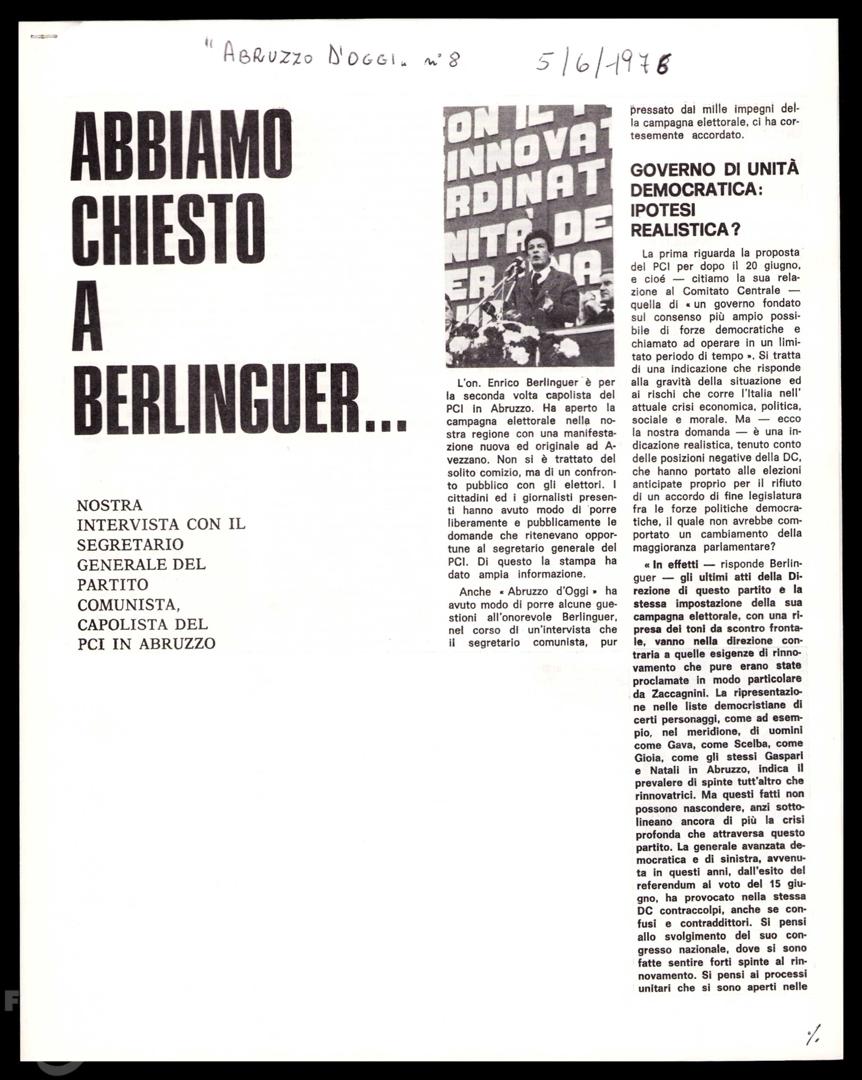 "ABRUZZO D'OGGI" n° 8 5/6/1976
ABBIAMO
CHIESTO
A
BERLINGUER...
NOSTRA
INTERVISTA CON IL
SEGRETARIO
GENERALE DEL
PARTITO
COMUNISTA,
CAPOLISTA DEL
PCI IN ABRUZZO
ON IL
INNOVA
RDINAT
NITÀ DE
ER NA
L'on. Enrico Berlinguer è per
la seconda volta capolista del
PCI in Abruzzo. Ha aperto la
campagna elettorale nella no-
stra regione con una manifesta-
zione nuova ed originale ad A-
vezzano. Non si è trattato del
solito comizio, ma di un confron-
to pubblico con gli elettori. I
cittadini ed i giornalisti presen-
ti hanno avuto modo di porre
liberamente e pubblicamente le
domande che ritenevano oppor-
tune al segretario generale del
PCI. Di questo la stampa ha
dato ampia informazione.
Anche « Abruzzo d'Oggi » ha
avuto modo di porre alcune gue-
stioni all'onorevole Berlinguer,
nel corso di un'intervista che
il segretario comunista, pur
pressato dai mille impegni del-
la campagna elettorale, ci ha cor-
tesemente accordato.
GOVERNO DI UNITÀ
DEMOCRATICA:
IPOTESI
REALISTICA?
La prima riguarda la proposta
del PCI per dopo il 20 giugno,
e cioé — citiamo la sua rela-
zione al Comitato Centrale —
quella di « un governo fondato
sul consenso più ampio possi-
bile di forze democratiche e
chiamato ad operare in un limi-
tato periodo di tempo ». Si tratta
di una indicazione che risponde
alla gravità della situazione ed
ai rischi che corre l'Italia nell'
attuale crisi economica, politica,
sociale e morale. Ma — ecco
la nostra domanda — è una in-
dicazione realistica, tenuto conto
delle posizioni negative della DC,
che hanno portato alle elezioni
anticipate proprio per il rifiuto
di un accordo di fine legislatura
fra le forze politiche democra-
tiche, il quale non avrebbe com-
portato un cambiamento della
maggioranza parlamentare?
« In effetti — risponde Berlin-
guer — gli ultimi atti della Di-
rezione di questo partito e la
stessa impostazione della sua
campagna elettorale, con una ri-
presa dei toni da scontro fronta-
le, vanno nella direzione con-
traria a quelle esigenze di rinno-
vamento che pure erano state
proclamate in modo particolare
da Zaccagnini. La ripresentazio-
ne nelle liste democristiane di
certi personaggi, come ad esem-
pio, nel meridione, di uomini
come Gava, come Scelba, come
Gioia, come gli stessi Gaspari
e Natali in Abruzzo, indica il
prevalere di spinte tutt'altro che
rinnovatrici. Ma questi fatti non
possono nascondere, anzi sotto-
lineano ancora di più la crisi
profonda che attraversa questo
partito. La generale avanzata de-
mocratica e di sinistra, avvenu-
ta in questi anni, dall'esito del
referendum al voto del 15 giu-
gno, ha provocato nella stessa
DC contraccolpi, anche se con-
fusi e contraddittori. Si pensi
allo svolgimento del suo con-
gresso nazionale, dove si sono
fatte sentire forti spinte al rin-
novamento. Si pensi ai processi
unitari che si sono aperti nelle
%